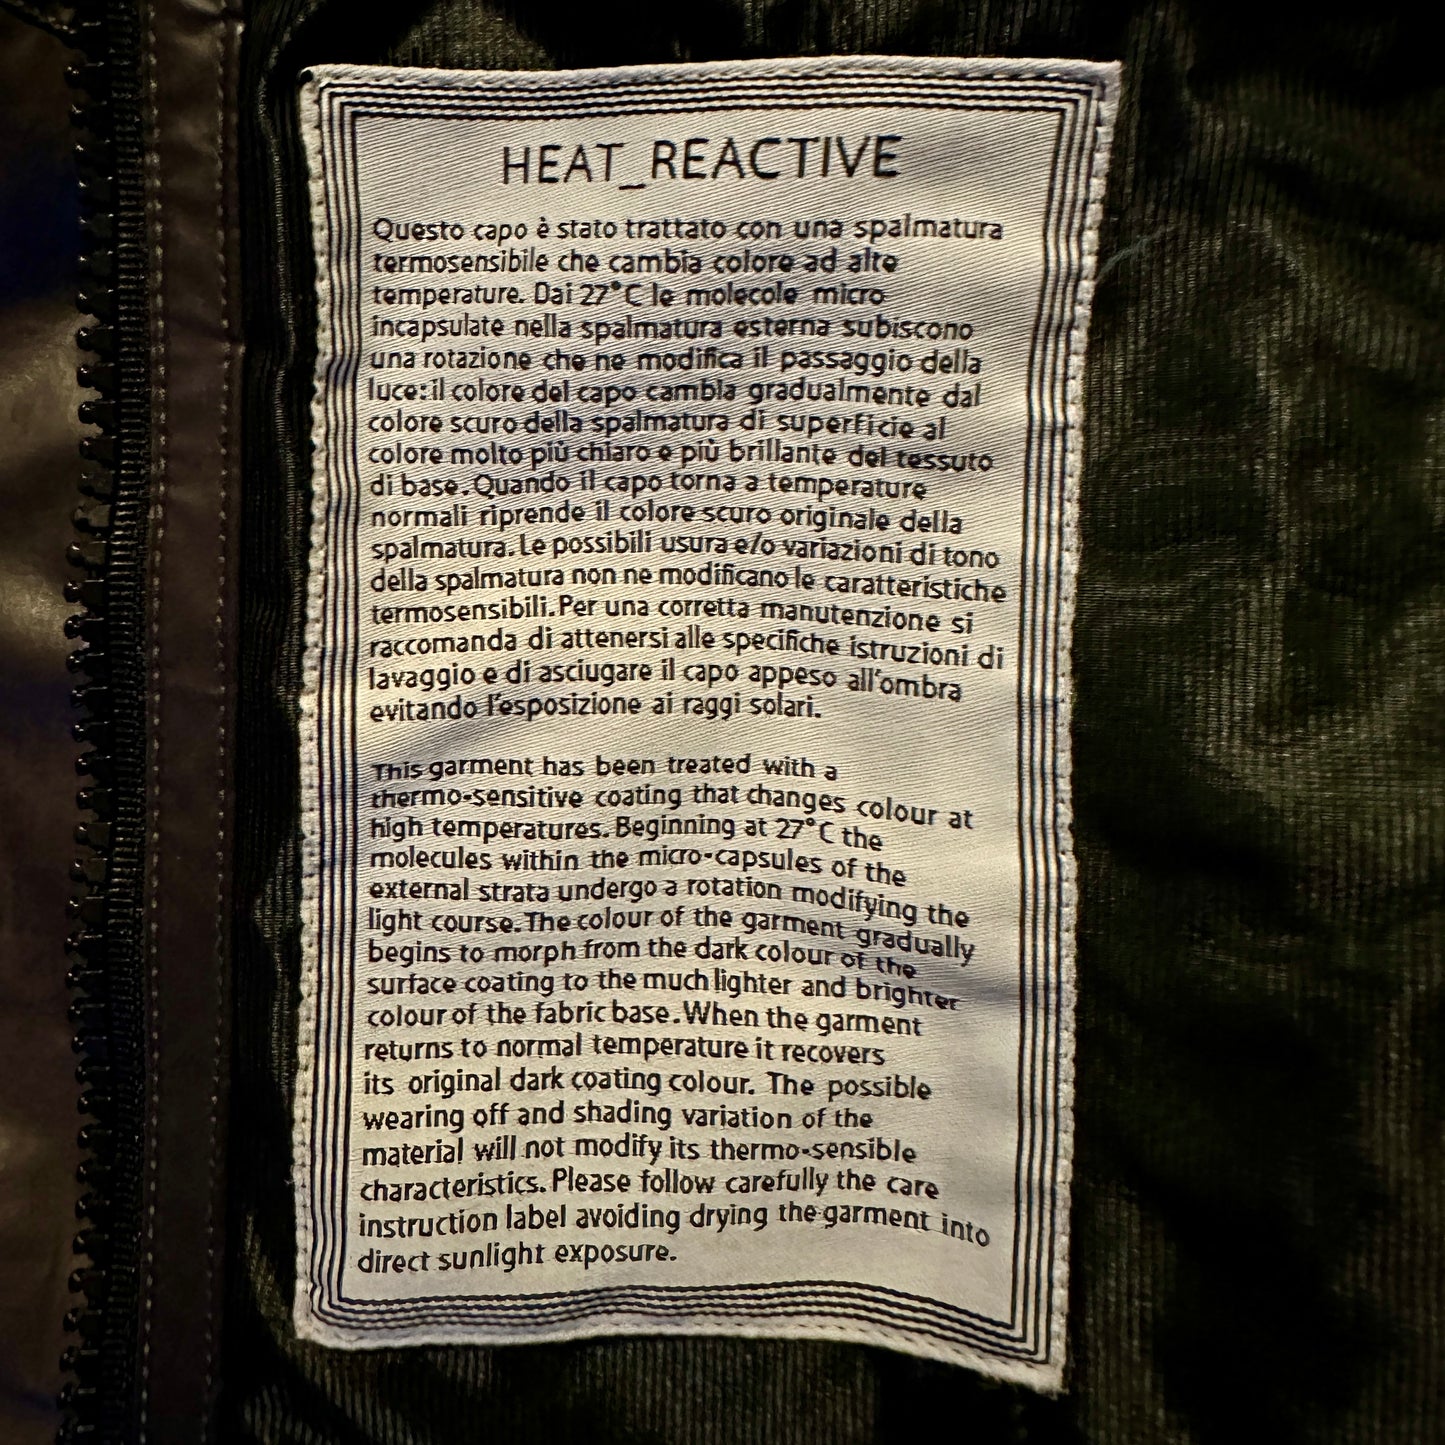 HEAT_REACTIVE
Questo capo è stato trattato con una spalmatura
termosensibile che cambia colore ad alte
temperature. Dai 27°C le molecole micro
incapsulate nella spalmatura esterna subiscono
una rotazione che ne modifica il passaggio della
luce: il colore del capo cambia gradualmente dal
colore scuro della spalmatura di superficie al
colore molto più chiaro e più brillante del tessuto
di base. Quando il capo torna a temperature
normali riprende il colore scuro originale della
spalmatura. Le possibili usura e/o variazioni di tono
della spalmatura non ne modificano le caratteristiche
termosensibili. Per una corretta manutenzione si
raccomanda di attenersi alle specifiche istruzioni di
lavaggio e di asciugare il capo appeso all'ombra
evitando l'esposizione ai raggi solari.
This garment has been treated with a
thermo-sensitive coating that changes colour at
high temperatures. Beginning at 27°C the
molecules within the micro-capsules of the
external strata undergo a rotation modifying the
light course. The colour of the garment gradually
begins to morph from the dark colour of the
surface coating to the much lighter and brighter
colour of the fabric base. When the garment
returns to normal temperature it recovers
its original dark coating colour. The possible
wearing off and shading variation of the
material will not modify its thermo-sensible
characteristics. Please follow carefully the care
instruction label avoiding drying the garment into
direct sunlight exposure.